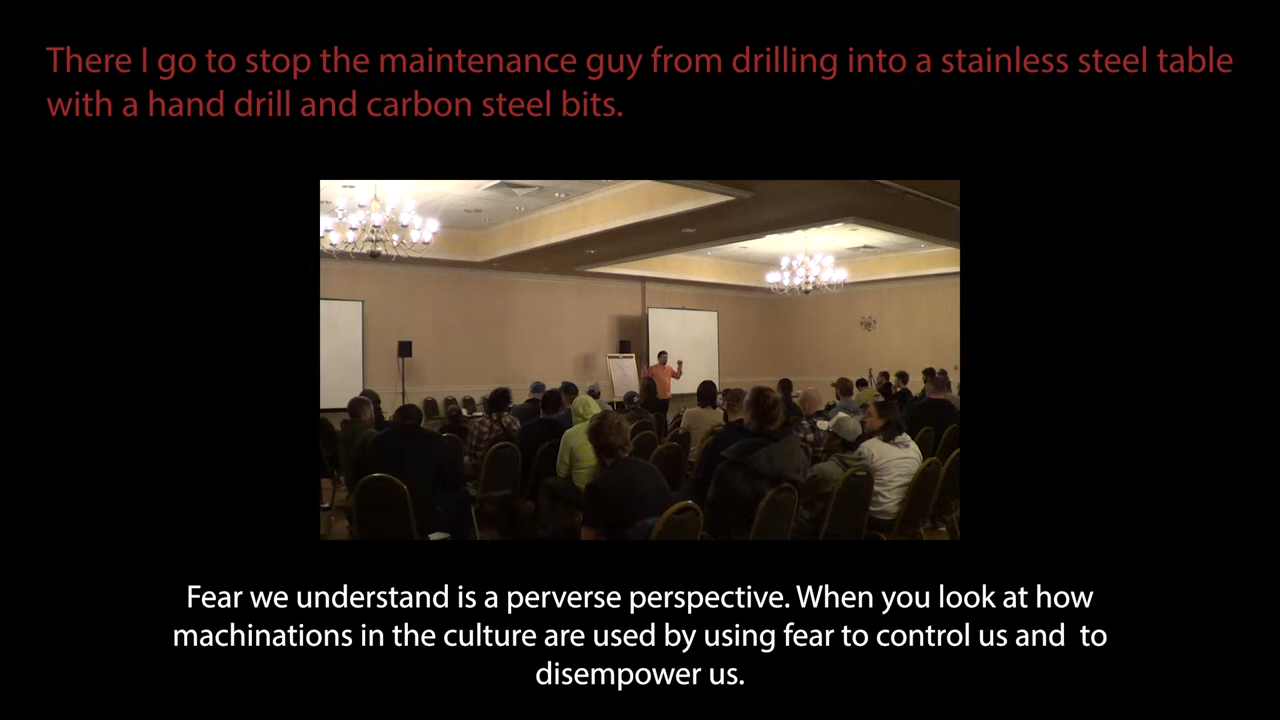 There I go to stop the maintenance guy from drilling into a stainless steel table
with a hand drill and carbon steel bits.
Fear we understand is a perverse perspective. When you look at how
machinations in the culture are used by using fear to control us and  to
disempower us.